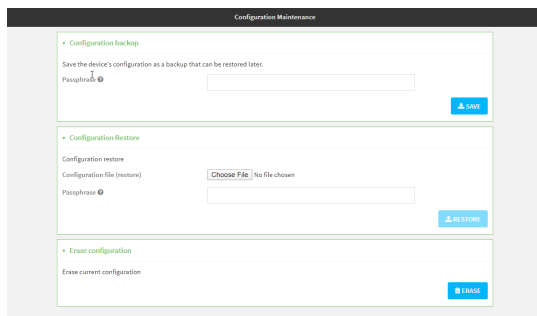 Configuration Maintenance
Configuration backup
Save the device's configuration as a backup that can be restored later.
Passphrase
SAVE
Configuration Restore
Configuration restore
Configuration file (restore) Choose File No file chosen
Passphrase
RESTORE
Erase configuration
Erase current configuration
ERASE